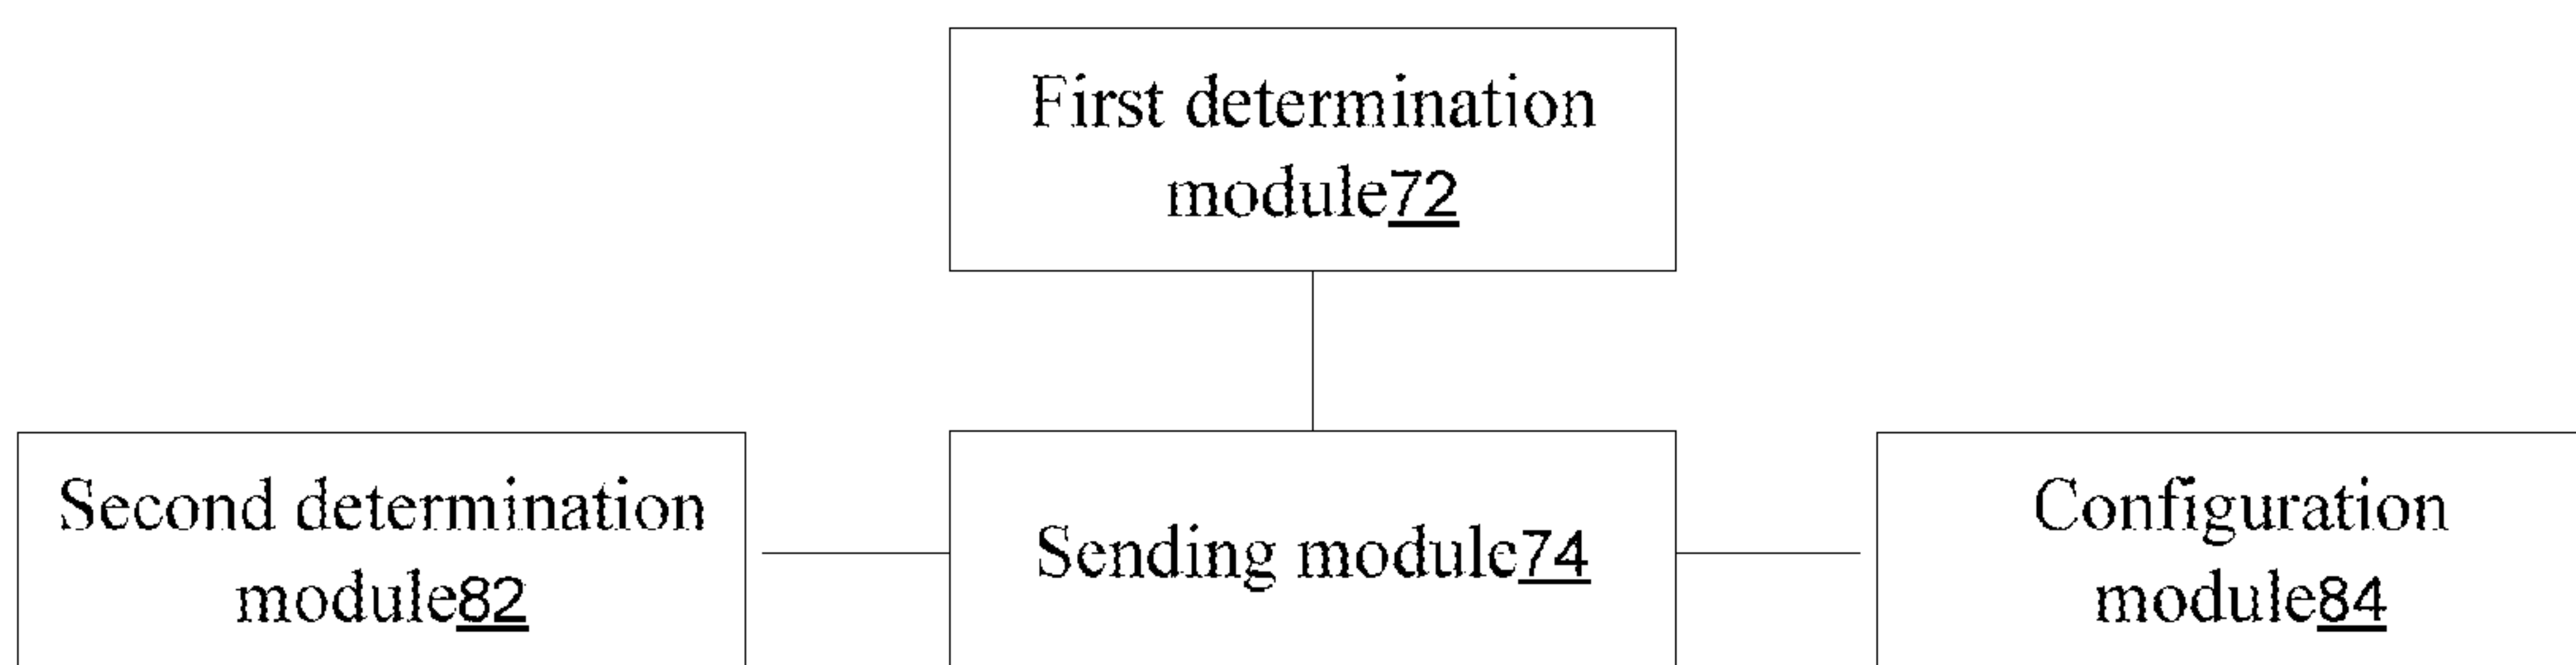 First determination
module72
Second determination
module82
Sending module74
Configuration
module84